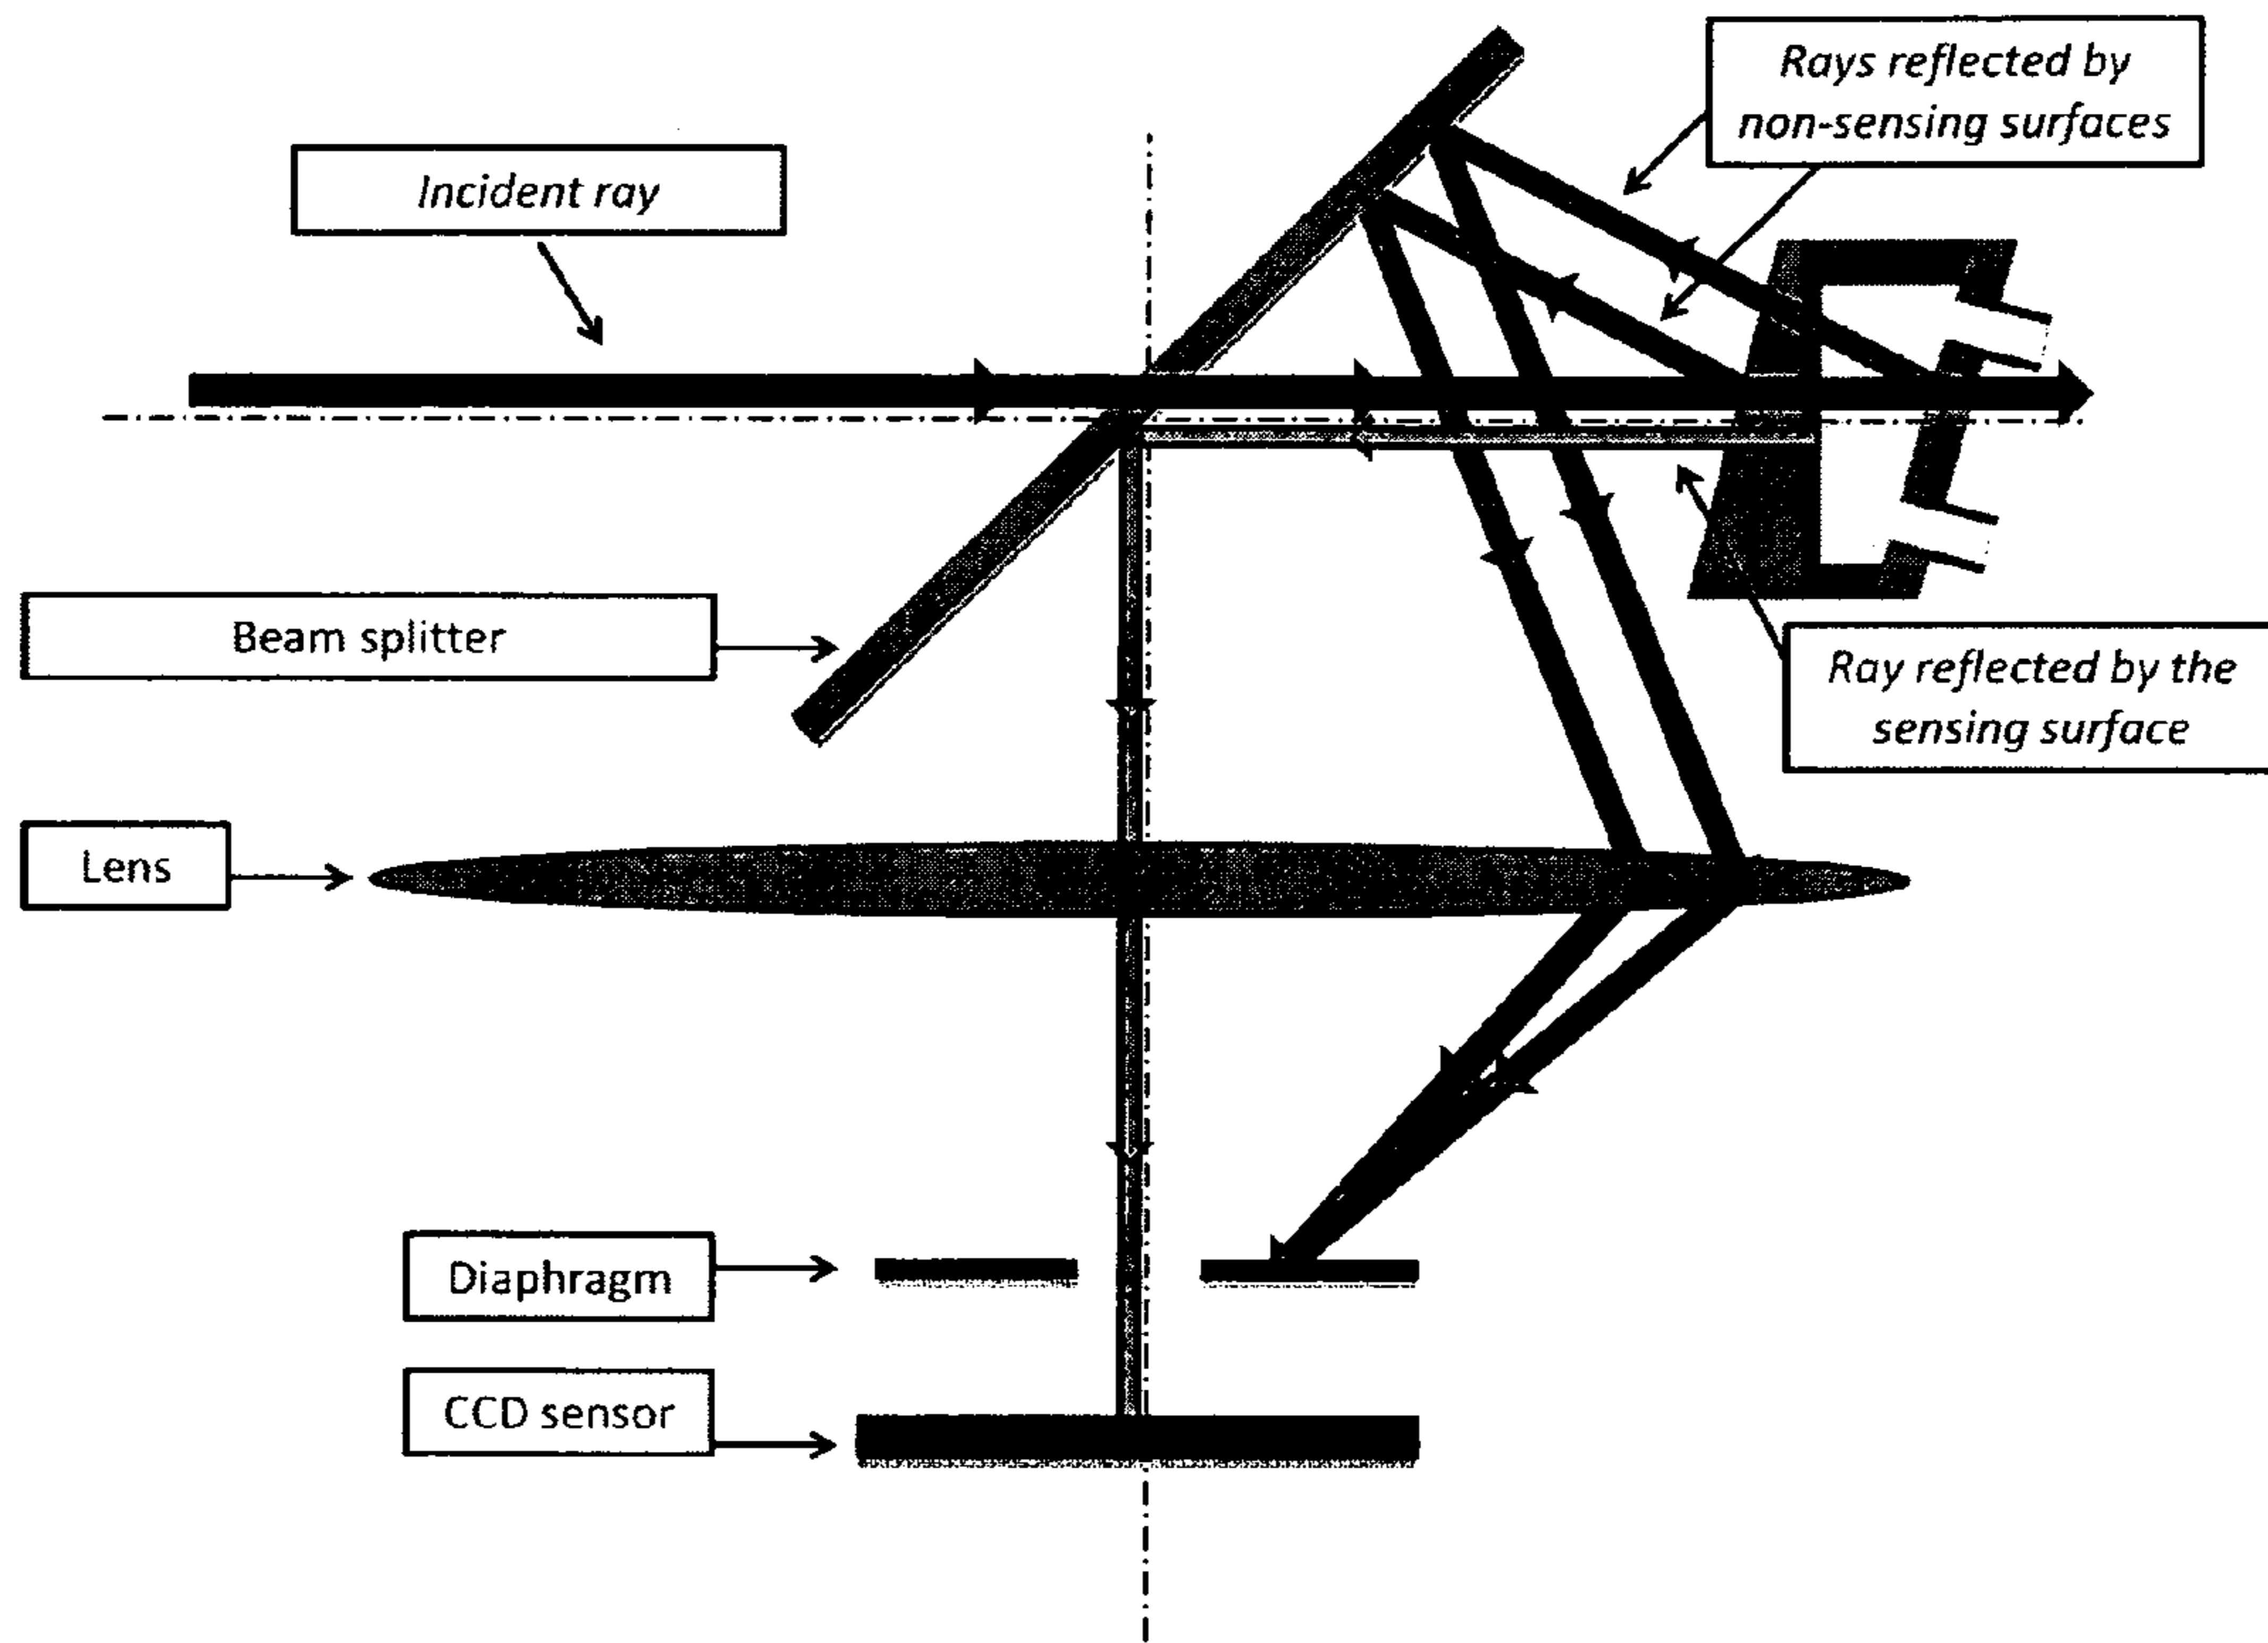 Rays reflected by
non-sensing surfaces
Incident ray
Beam splitter
Ray reflected by the
sensing surface
Lens
Diaphragm
CCD sensor